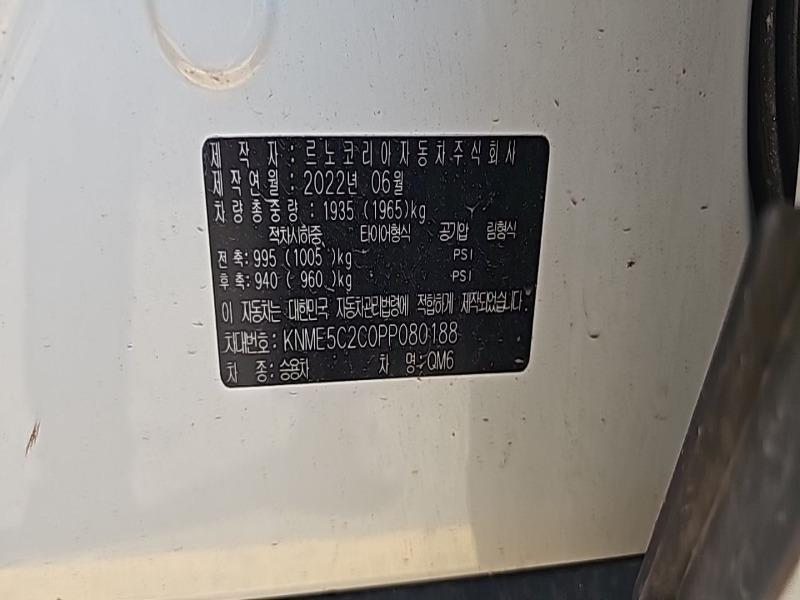 제 작 자 : 르노코리아자동차주식회사
제작연월 : 2022년 06월
차량총중량 : 1935 (1965)kg
적차시하중 타이어형식 공기압 림형식
전 축: 995 (1005 )kg PSI
후 축: 940 ( 960)kg PSI
이 자동차는 대한민국 자동차관리법령에 적합하게 제작되었습니다.
차대번호: KNME5C2C0PP080188
차 종: 승용차 차 명: QM6